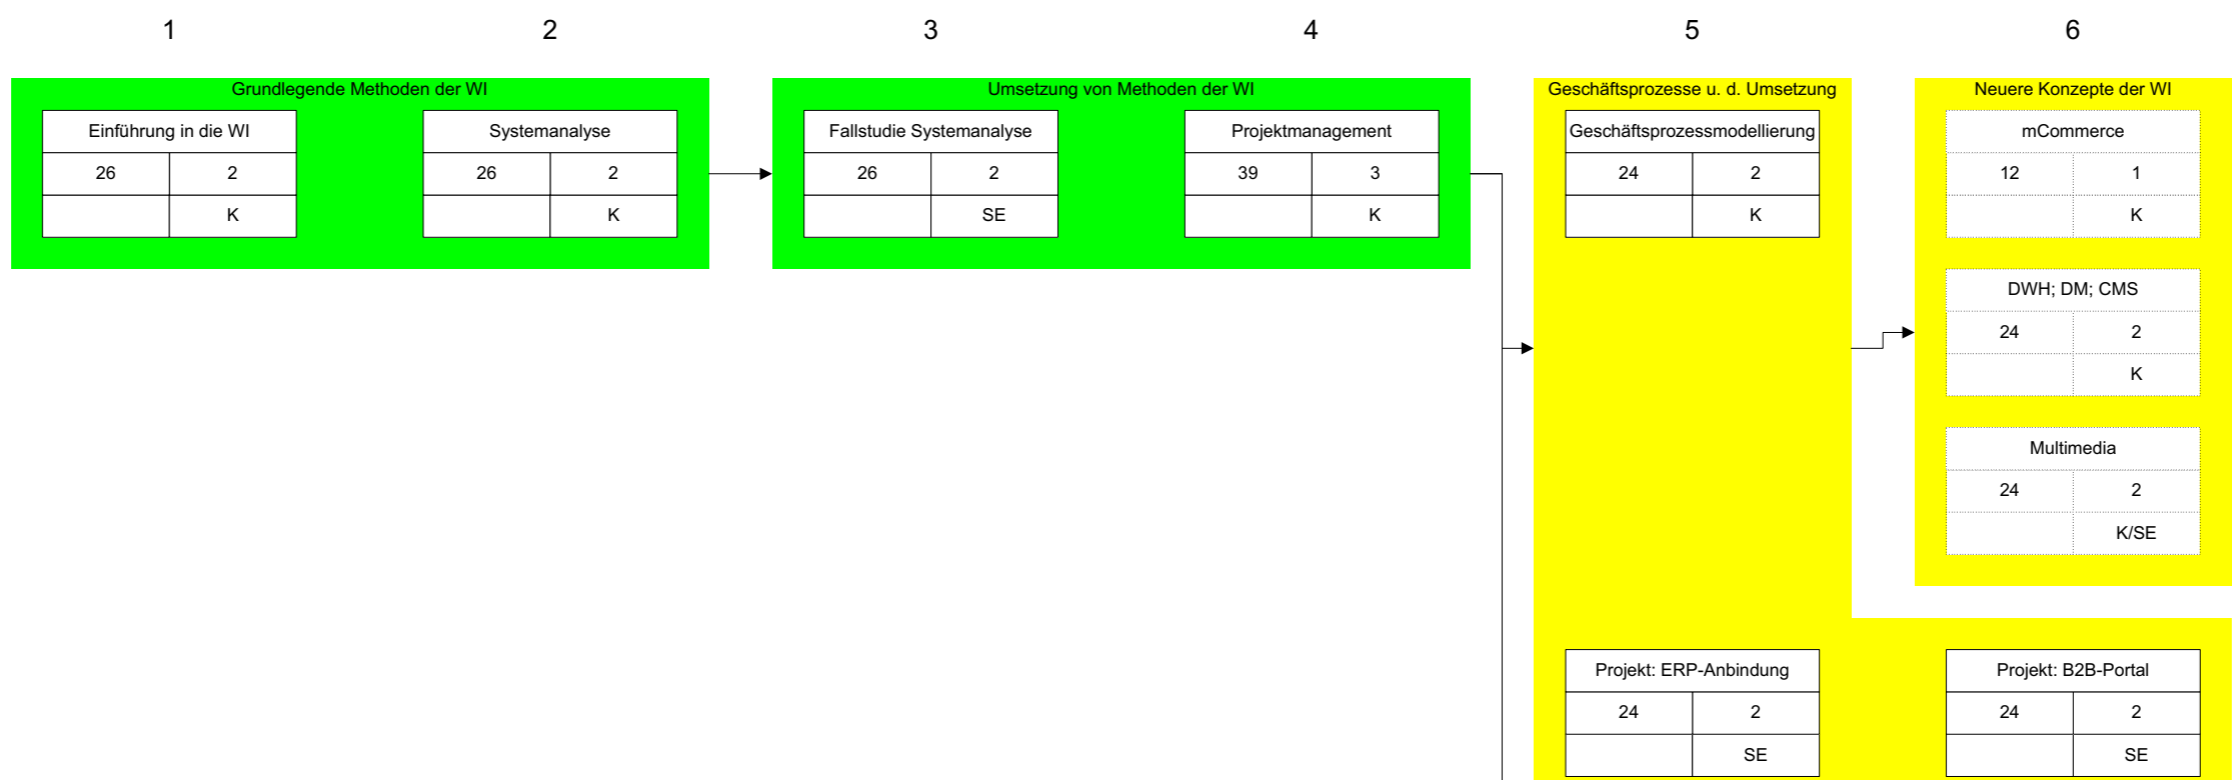 1 2 3 4 5 6
Grundlegende Methoden der WI Umsetzung von Methoden der WI Geschäftsprozesse u. d. Umsetzung Neuere Konzepte der WI
Einführung in die WI Systemanalyse Fallstudie Systemanalyse Projektmanagement Geschäftsprozessmodellierung mCommerce
26 2 26 2 26 2 39 3 24 2 12 1
K K SE K K K
DWH; DM; CMS
24 2
K
Multimedia
24 2
K/SE
Projekt: ERP-Anbindung Projekt: B2B-Portal
24 2 24 2
SE SE